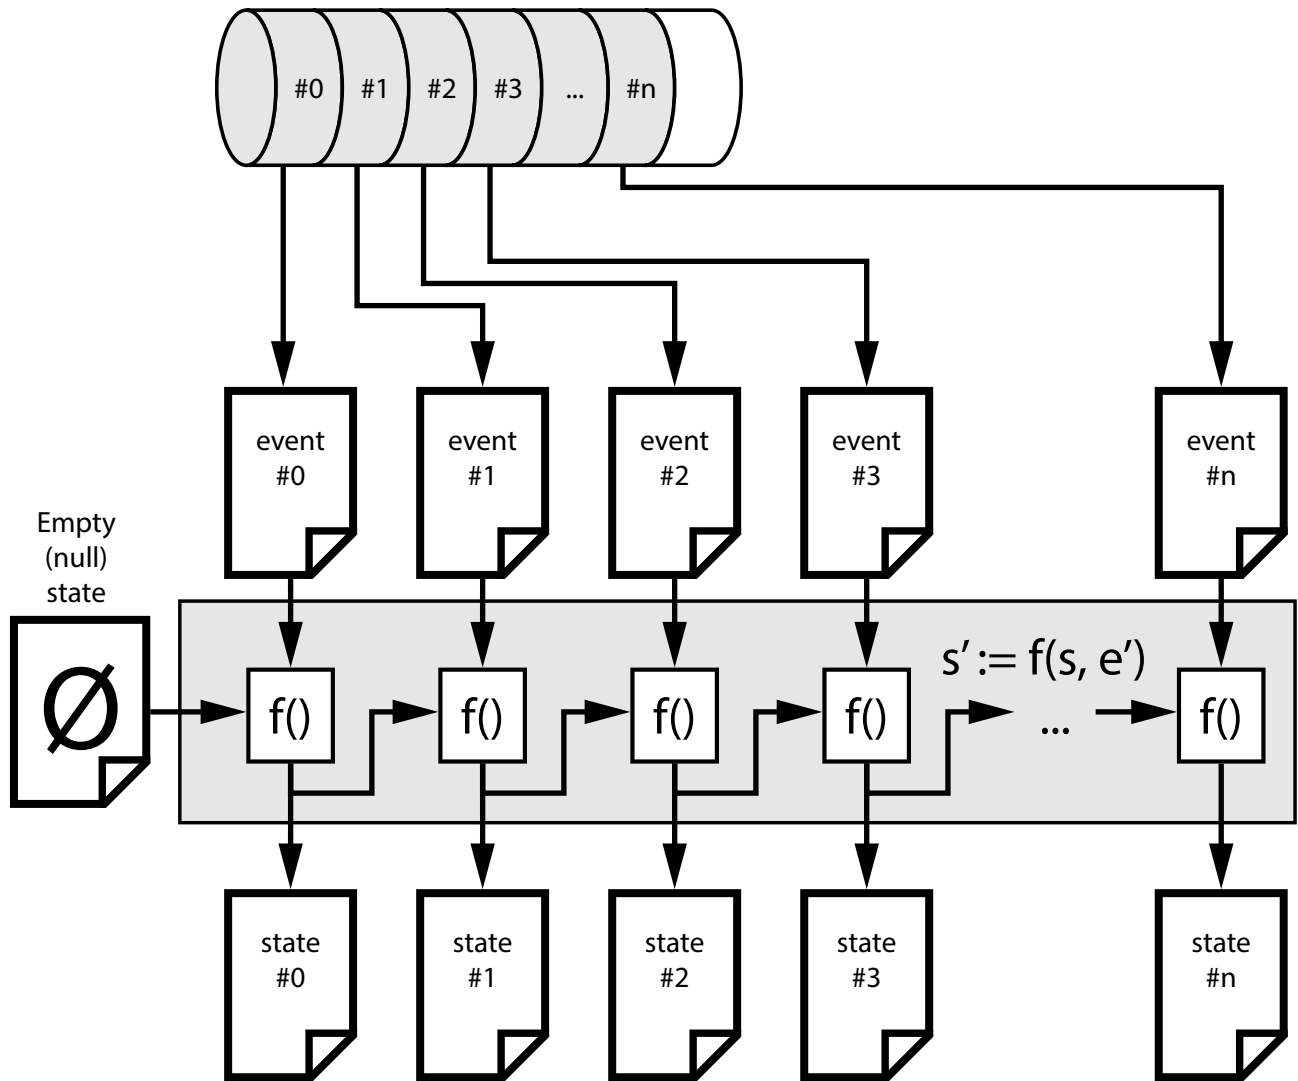 #0 #1 #2 #3 ... #n
event
#0
event
#1
event
#2
event
#3
event
#n
Empty
(null)
state
Ø
s' := f(s, e')
f() f() f() f() ... f()
state
#0
state
#1
state
#2
state
#3
state
#n